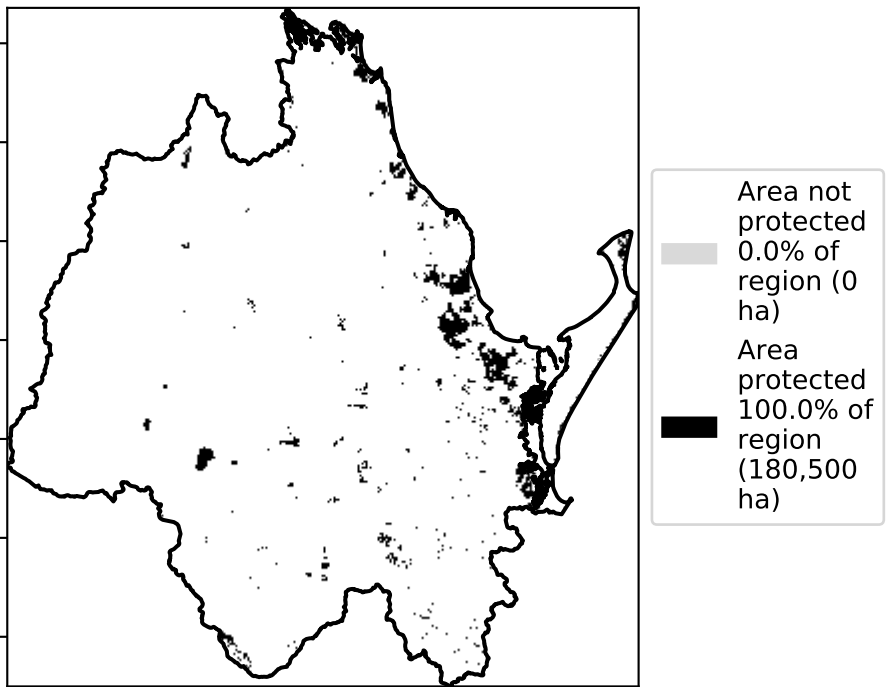 Area not
protected
0.0% of
region (0
ha)
Area
protected
100.0% of
region
(180,500
ha)